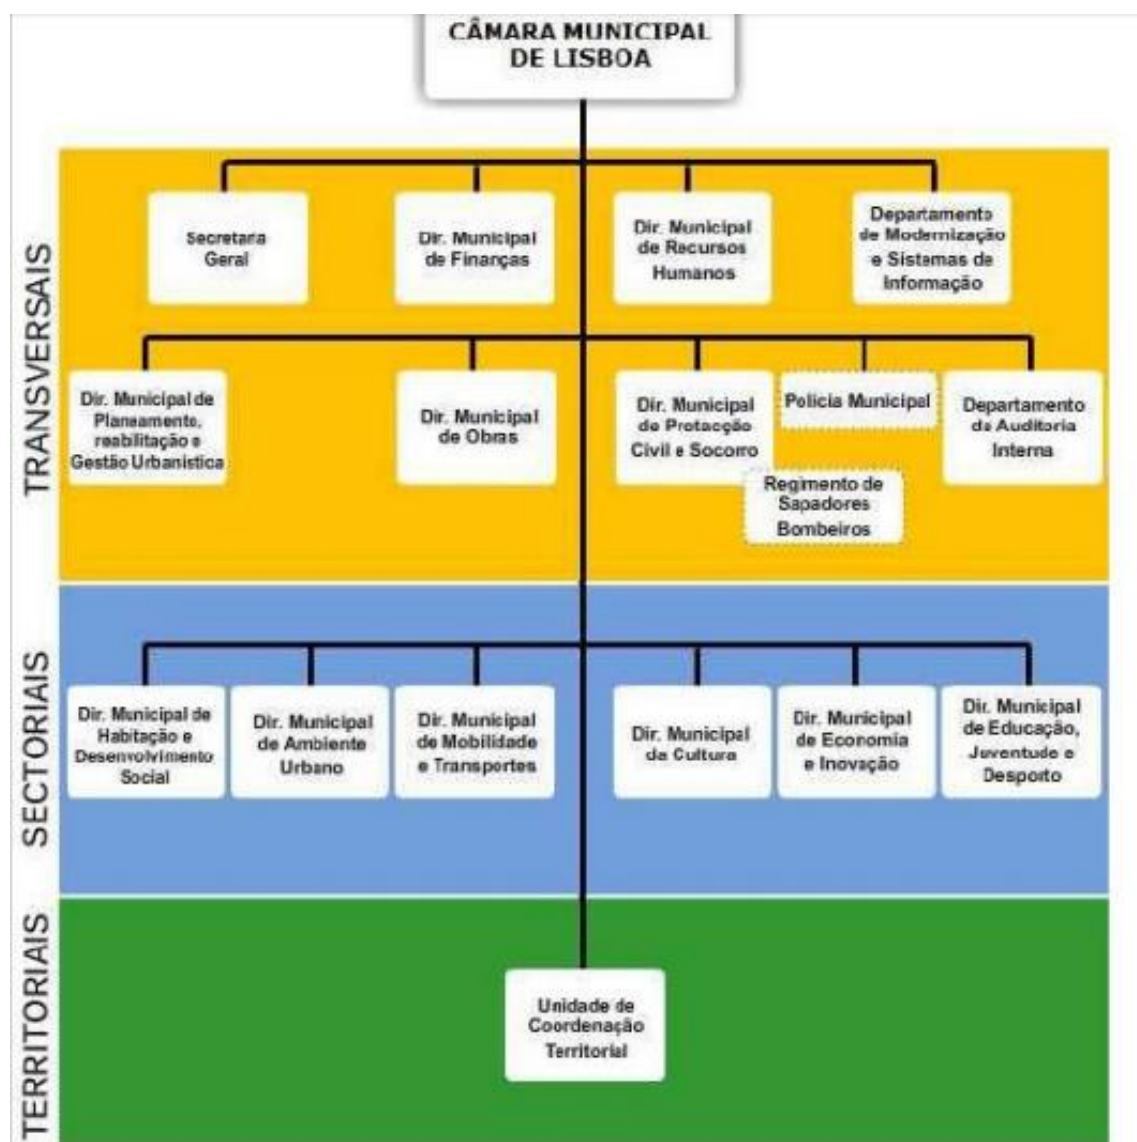 CÂMARA MUNICIPAL
DE LISBOA
TRANSVERSAIS
Secretaria
Geral
Dir. Municipal
de Finanças
Dir. Municipal
de Recursos
Humanos
Departamento
de Modernização
e Sistemas de
Informação
Dir. Municipal de
Planeamento,
reabilitação e
Gestão Urbanística
Dir. Municipal
de Obras
Dir. Municipal
de Protecção
Civil e Socorro
Polícia Municipal
Departamento
de Auditoria
Interna
Regimento de
Sapadores
Bombeiros
SECTORIAIS
Dir. Municipal de
Habitação e
Desenvolvimento
Social
Dir. Municipal
de Ambiente
Urbano
Dir. Municipal
de Mobilidade
e Transportes
Dir. Municipal
da Cultura
Dir. Municipal
de Economia
e Inovação
Dir. Municipal
de Educação,
Juventude e
Desporto
TERRITORIAIS
Unidade de
Coordenação
Territorial